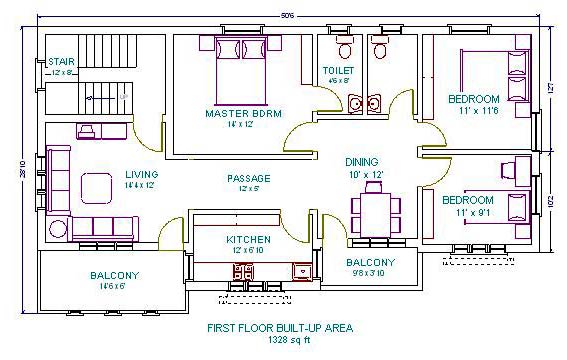 50'6
STAIR
12' x 8'
UP
MASTER BDRM
14' x 12'
TOILET
4'6 x 8'
BEDROOM
11' x 11'6
12'7
28'10
LIVING
14'4 x 12'
PASSAGE
12' x 5'
DINING
10' x 12'
BEDROOM
11' x 9'1
10'2
KITCHEN
12' x 6'10
BALCONY
14'6 x 6'
BALCONY
9'8 x 3'10
FIRST FLOOR BUILT-UP AREA
1328 sq ft